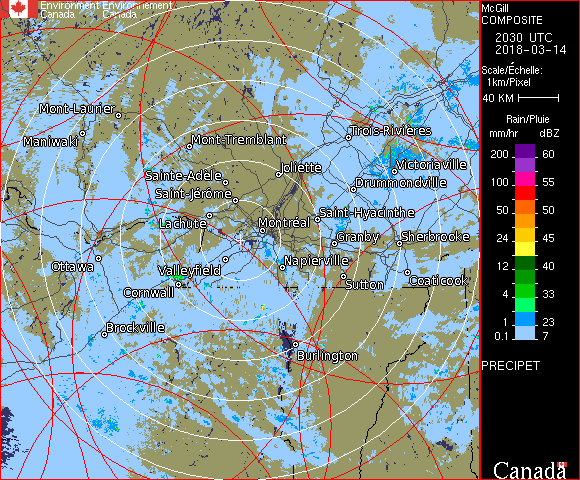 Environment Environnement
Canada Canada
Mont-Laurier
Maniwaki
Mont-Tremblant
Trois-Rivières
Sainte-Adèle
Joliette
Victoriaville
Saint-Jérôme
Drummondville
Lachute
Montréal
Saint-Hyacinthe
Granby
Sherbrooke
Ottawa
Valleyfield
Napierville
Cornwall
Sutton
Coaticook
Brockville
Burlington
McGill
COMPOSITE
2030 UTC
2018-03-14
Scale/Échelle:
1km/Pixel
40 KM
Rain/Pluie
mm/hr dBZ
200 60
100 55
50 50
24 45
12 40
4 33
1 23
0.1 7
PRECIPET
Canada